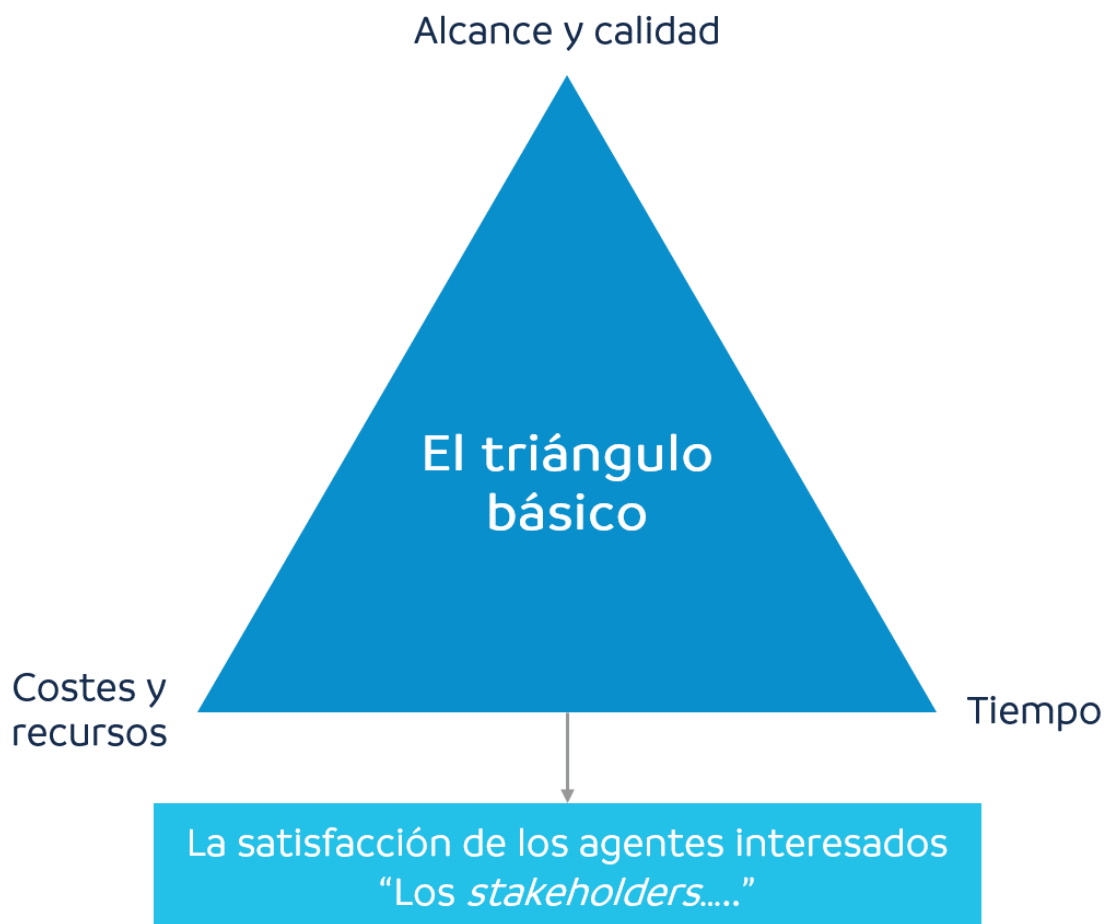 Alcance y calidad
El triángulo
básico
Costes y
recursos
Tiempo
La satisfacción de los agentes interesados
“Los stakeholders.....”